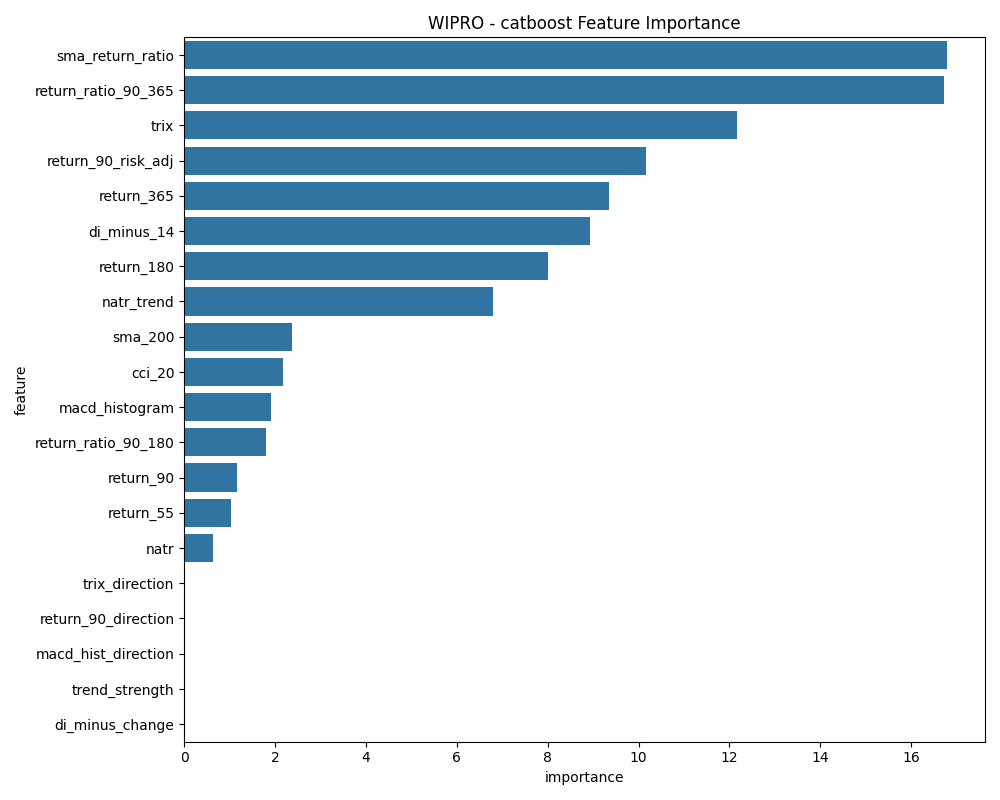 WIPRO - catboost Feature Importance
sma_return_ratio
return_ratio_90_365
trix
return_90_risk_adj
return_365
di_minus_14
return_180
natr_trend
sma_200
cci_20
macd_histogram
return_ratio_90_180
return_90
return_55
natr
trix_direction
return_90_direction
macd_hist_direction
trend_strength
di_minus_change
feature
0 2 4 6 8 10 12 14 16
importance